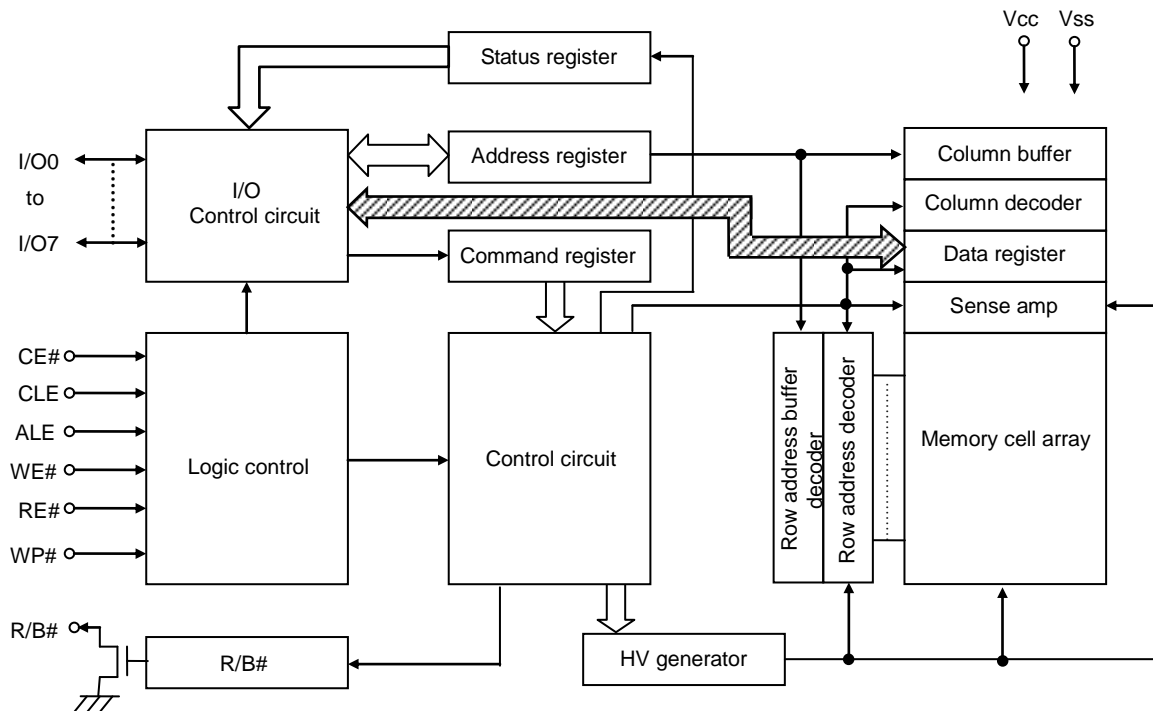 Vcc Vss
Status register
I/O0
to
I/O7
I/O
Control circuit
Address register
Command register
Column buffer
Column decoder
Data register
Sense amp
CE#
CLE
ALE
WE#
RE#
WP#
Logic control
Control circuit
Row address buffer
decoder
Row address decoder
Memory cell array
R/B#
R/B#
HV generator